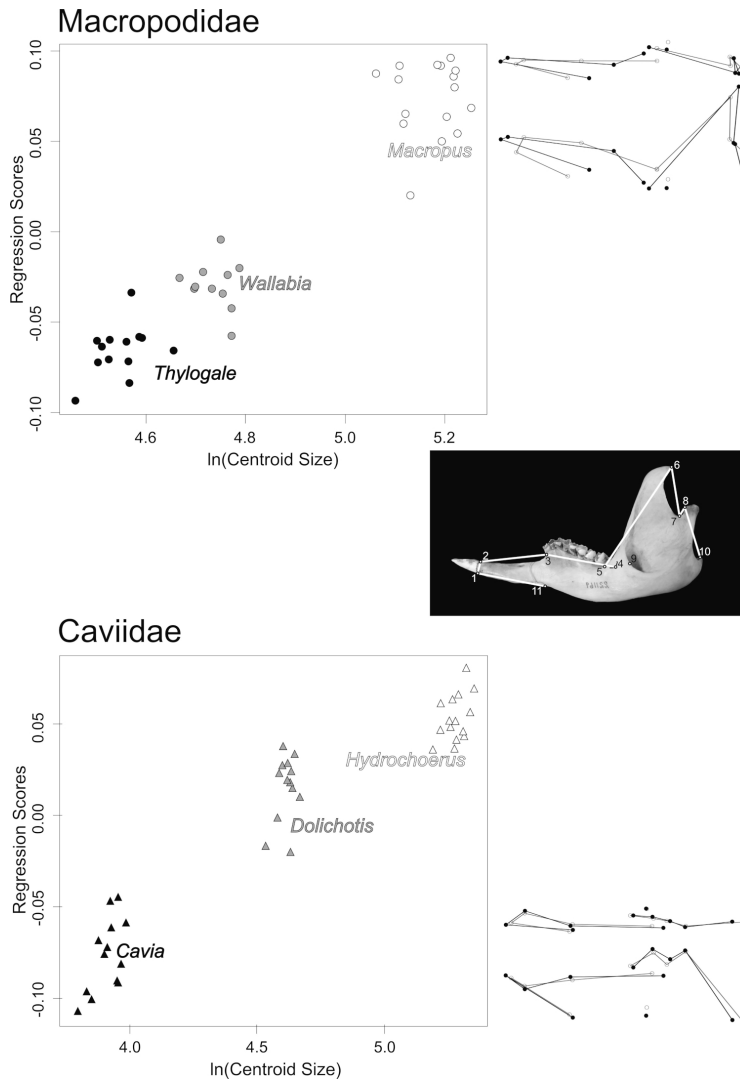 Macropodidae
0.10
0.05
0.00
-0.05
-0.10
Regression Scores
Macropus
Wallabia
Thylogale
4.6
4.8
5.0
5.2
ln(Centroid Size)
1
2
3
4
5
6
7
8
9
10
11
Caviidae
0.05
0.00
-0.05
-0.10
Regression Scores
Hydrochoerus
Dolichotis
Cavia
4.0
4.5
5.0
ln(Centroid Size)